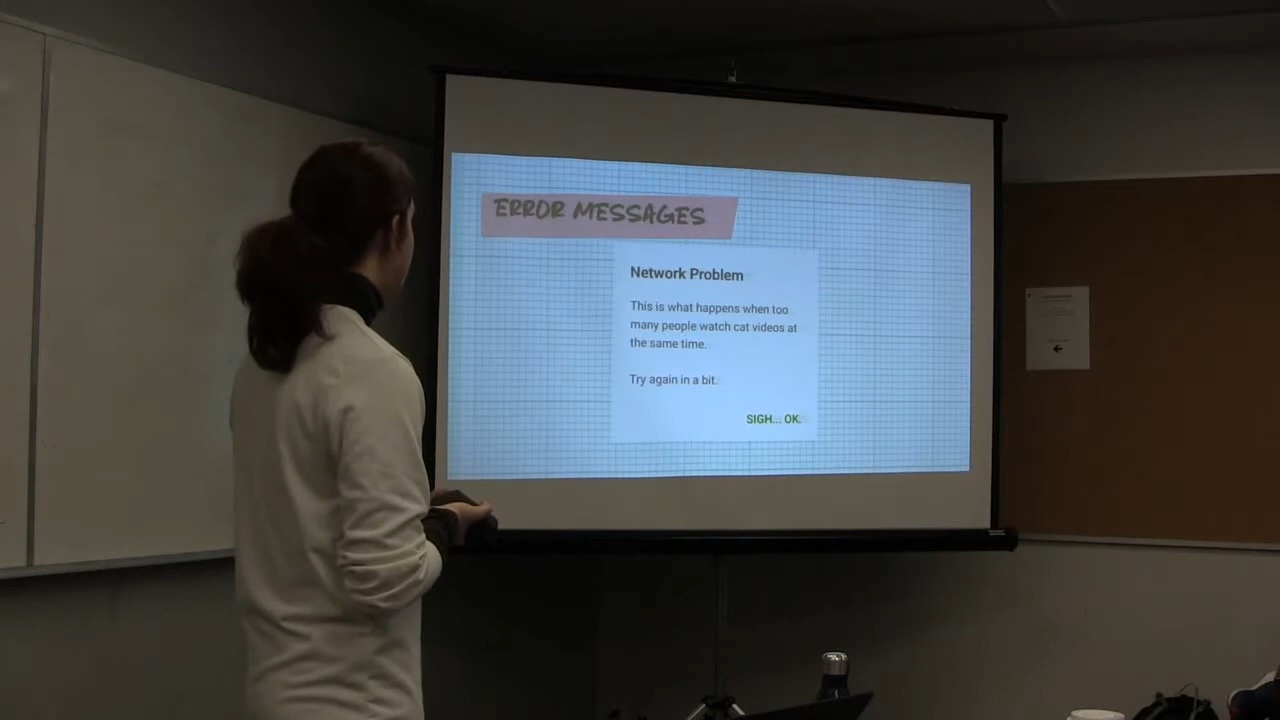 ERROR MESSAGES
Network Problem
This is what happens when too
many people watch cat videos at
the same time.
Try again in a bit.
SIGH... OK.